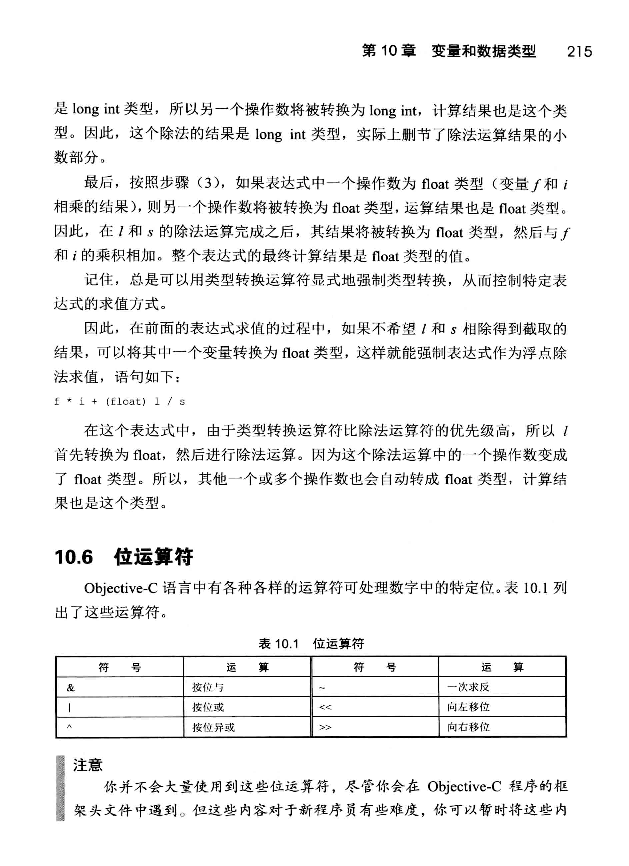 第 10 章 变量和数据类型 215
是 long int 类型，所以另一个操作数将被转换为 long int，计算结果也是这个类
型。因此，这个除法的结果是 long int 类型，实际上删节了除法运算结果的小
数部分。
最后，按照步骤（3），如果表达式中一个操作数为 float 类型（变量 f 和 i
相乘的结果），则另一个操作数将被转换为 float 类型，运算结果也是 float 类型。
因此，在 l 和 s 的除法运算完成之后，其结果将被转换为 float 类型，然后与 f
和 i 的乘积相加。整个表达式的最终计算结果是 float 类型的值。
记住，总是可以用类型转换运算符显式地强制类型转换，从而控制特定表
达式的求值方式。
因此，在前面的表达式求值的过程中，如果不希望 l 和 s 相除得到截取的
结果，可以将其中一个变量转换为 float 类型，这样就能强制表达式作为浮点除
法求值，语句如下：
f * i + (float) l / s
在这个表达式中，由于类型转换运算符比除法运算符的优先级高，所以 l
首先转换为 float，然后进行除法运算。因为这个除法运算中的一个操作数变成
了 float 类型。所以，其他一个或多个操作数也会自动转成 float 类型，计算结
果也是这个类型。
10.6 位运算符
Objective-C 语言中有各种各样的运算符可处理数字中的特定位。表 10.1 列
出了这些运算符。
表 10.1 位运算符
符 号 运 算 符 号 运 算
& 按位与 ~ 一次求反
| 按位或 << 向左移位
^ 按位异或 >> 向右移位
注意
你并不会大量使用到这些位运算符，尽管你会在 Objective-C 程序的框
架头文件中遇到。但这些内容对于新程序员有些难度，你可以暂时将这些内